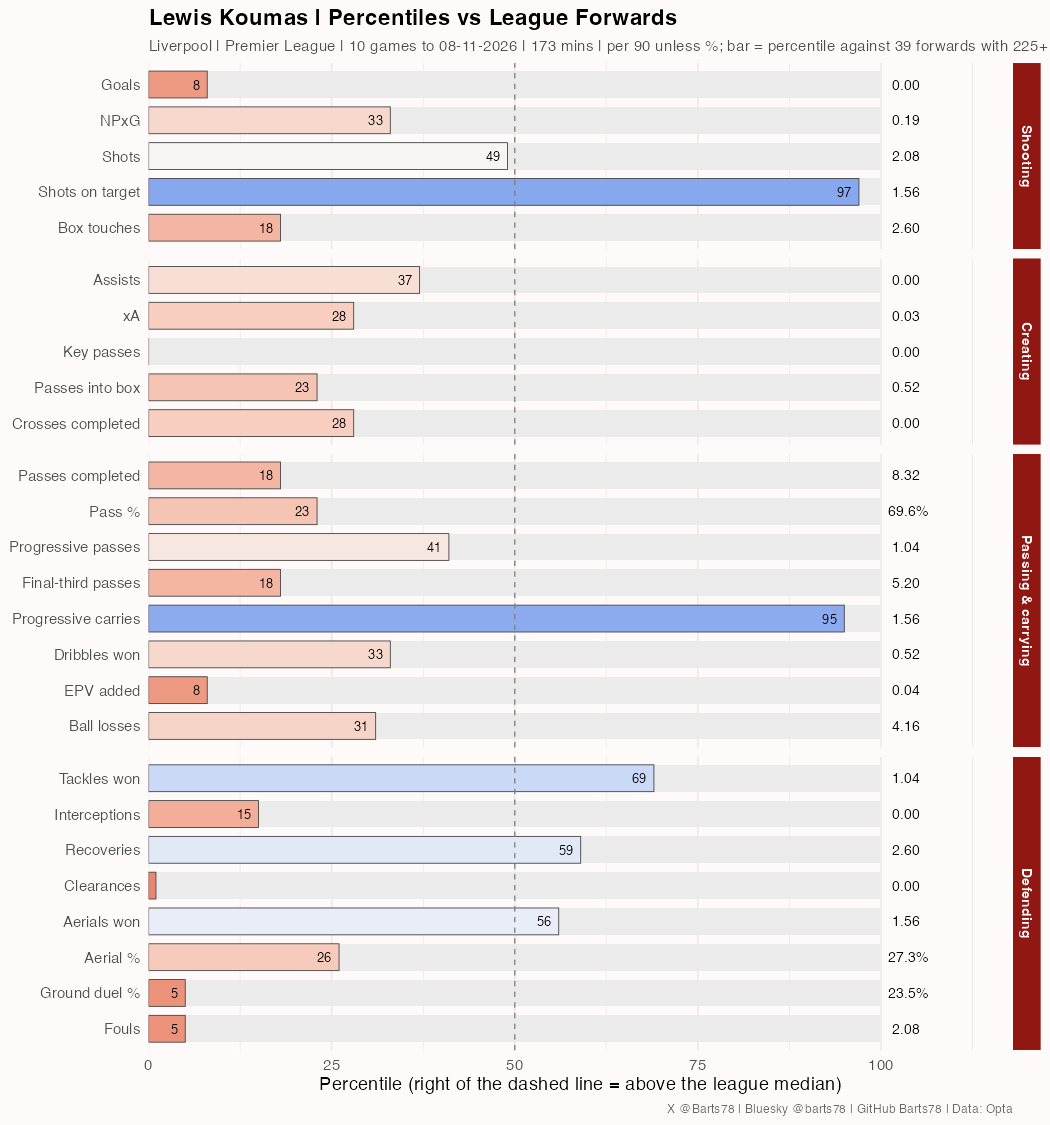 Lewis Koumas | Percentiles vs League Forwards
Liverpool | Premier League | 10 games to 08-11-2026 | 173 mins | per 90 unless %; bar = percentile against 39 forwards with 225+
Goals 8 0.00
NPxG 33 0.19
Shots 49 2.08
Shots on target 97 1.56
Box touches 18 2.60
Shooting
Assists 37 0.00
xA 28 0.03
Key passes 0.00
Passes into box 23 0.52
Crosses completed 28 0.00
Creating
Passes completed 18 8.32
Pass % 23 69.6%
Progressive passes 41 1.04
Final-third passes 18 5.20
Progressive carries 95 1.56
Dribbles won 33 0.52
EPV added 8 0.04
Ball losses 31 4.16
Passing & carrying
Tackles won 69 1.04
Interceptions 15 0.00
Recoveries 59 2.60
Clearances 0.00
Aerials won 56 1.56
Aerial % 26 27.3%
Ground duel % 5 23.5%
Fouls 5 2.08
Defending
0 25 50 75 100
Percentile (right of the dashed line = above the league median)
X @Barts78 | Bluesky @barts78 | GitHub Barts78 | Data: Opta